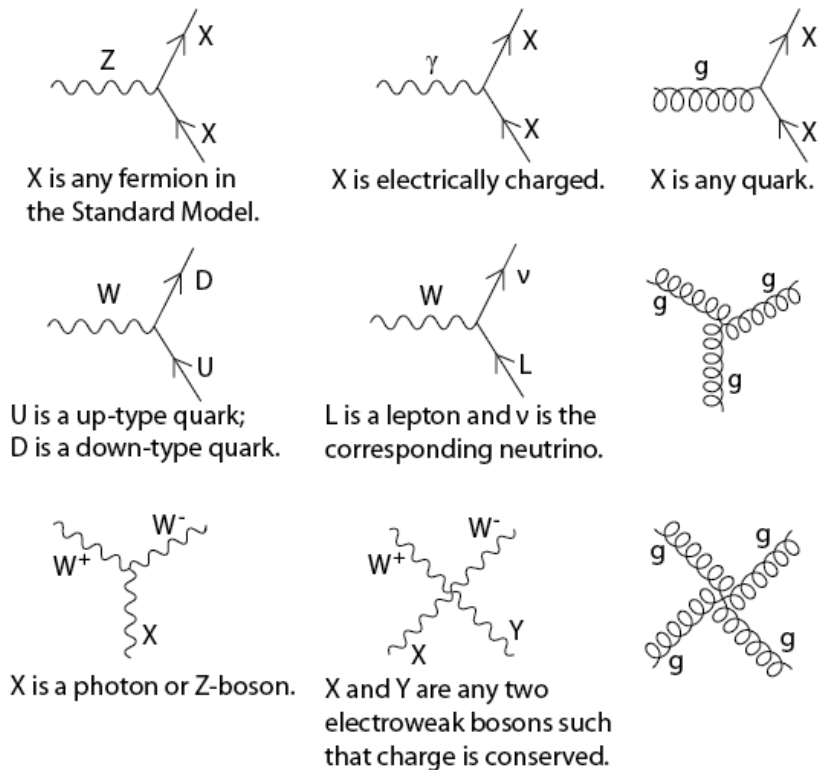 Z
X
X
X is any fermion in
the Standard Model.
γ
X
X
X is electrically charged.
g
X
X
X is any quark.
W
D
U
U is a up-type quark;
D is a down-type quark.
W
ν
L
L is a lepton and ν is the
corresponding neutrino.
g
g
g
W⁺
W⁻
X
X is a photon or Z-boson.
W⁺
W⁻
X
Y
X and Y are any two
electroweak bosons such
that charge is conserved.
g
g
g
g